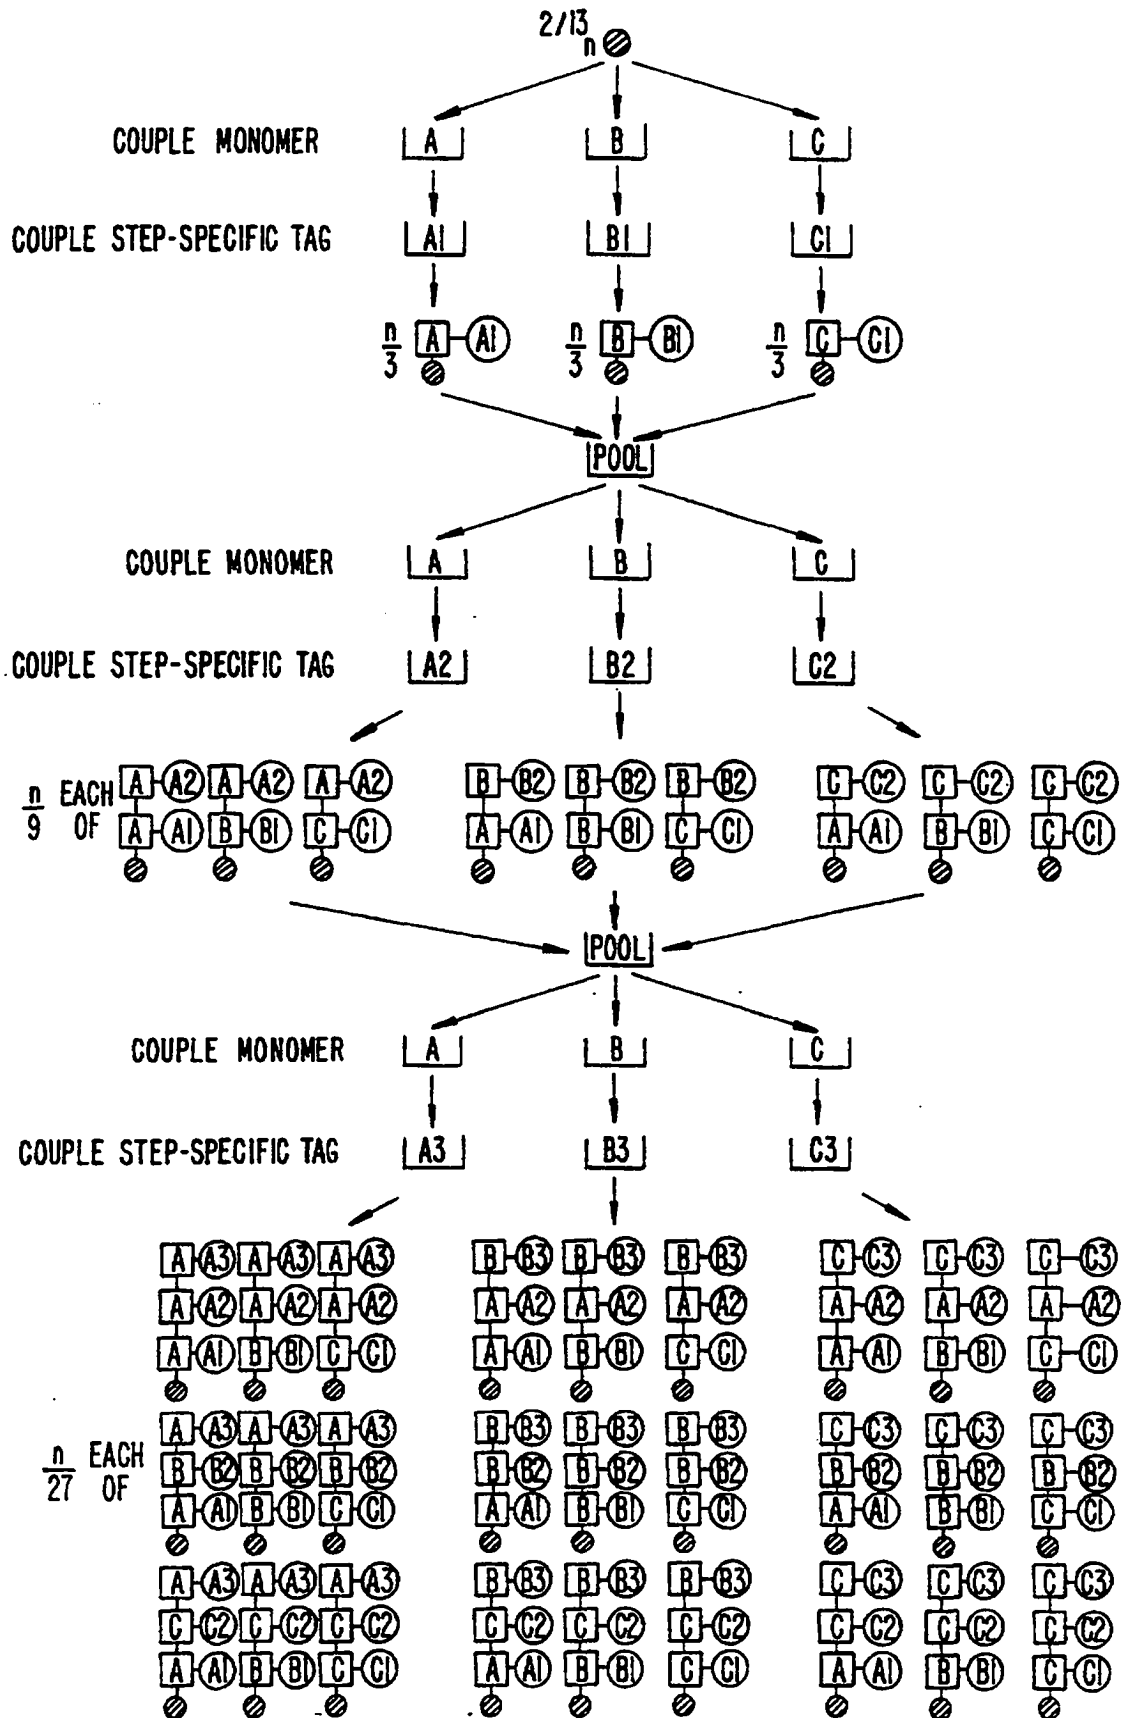 2/13
n
COUPLE MONOMER A B C
COUPLE STEP-SPECIFIC TAG A1 B1 C1
n/3 A A1 n/3 B B1 n/3 C C1
POOL
COUPLE MONOMER A B C
COUPLE STEP-SPECIFIC TAG A2 B2 C2
A A2 A A2 A A2 B B2 B B2 B B2 C C2 C C2 C C2
n/9 EACH OF
A A1 B B1 C C1 A A1 B B1 C C1 A A1 B B1 C C1
POOL
COUPLE MONOMER A B C
COUPLE STEP-SPECIFIC TAG A3 B3 C3
A A3 A A3 A A3 B B3 B B3 B B3 C C3 C C3 C C3
A A2 A A2 A A2 A A2 A A2 A A2 A A2 A A2 A A2
A A1 B B1 C C1 A A1 B B1 C C1 A A1 B B1 C C1
A A3 A A3 A A3 B B3 B B3 B B3 C C3 C C3 C C3
n/27 EACH OF
B B2 B B2 B B2 B B2 B B2 B B2 B B2 B B2 B B2
A A1 B B1 C C1 A A1 B B1 C C1 A A1 B B1 C C1
A A3 A A3 A A3 B B3 B B3 B B3 C C3 C C3 C C3
C C2 C C2 C C2 C C2 C C2 C C2 C C2 C C2 C C2
A A1 B B1 C C1 A A1 B B1 C C1 A A1 B B1 C C1